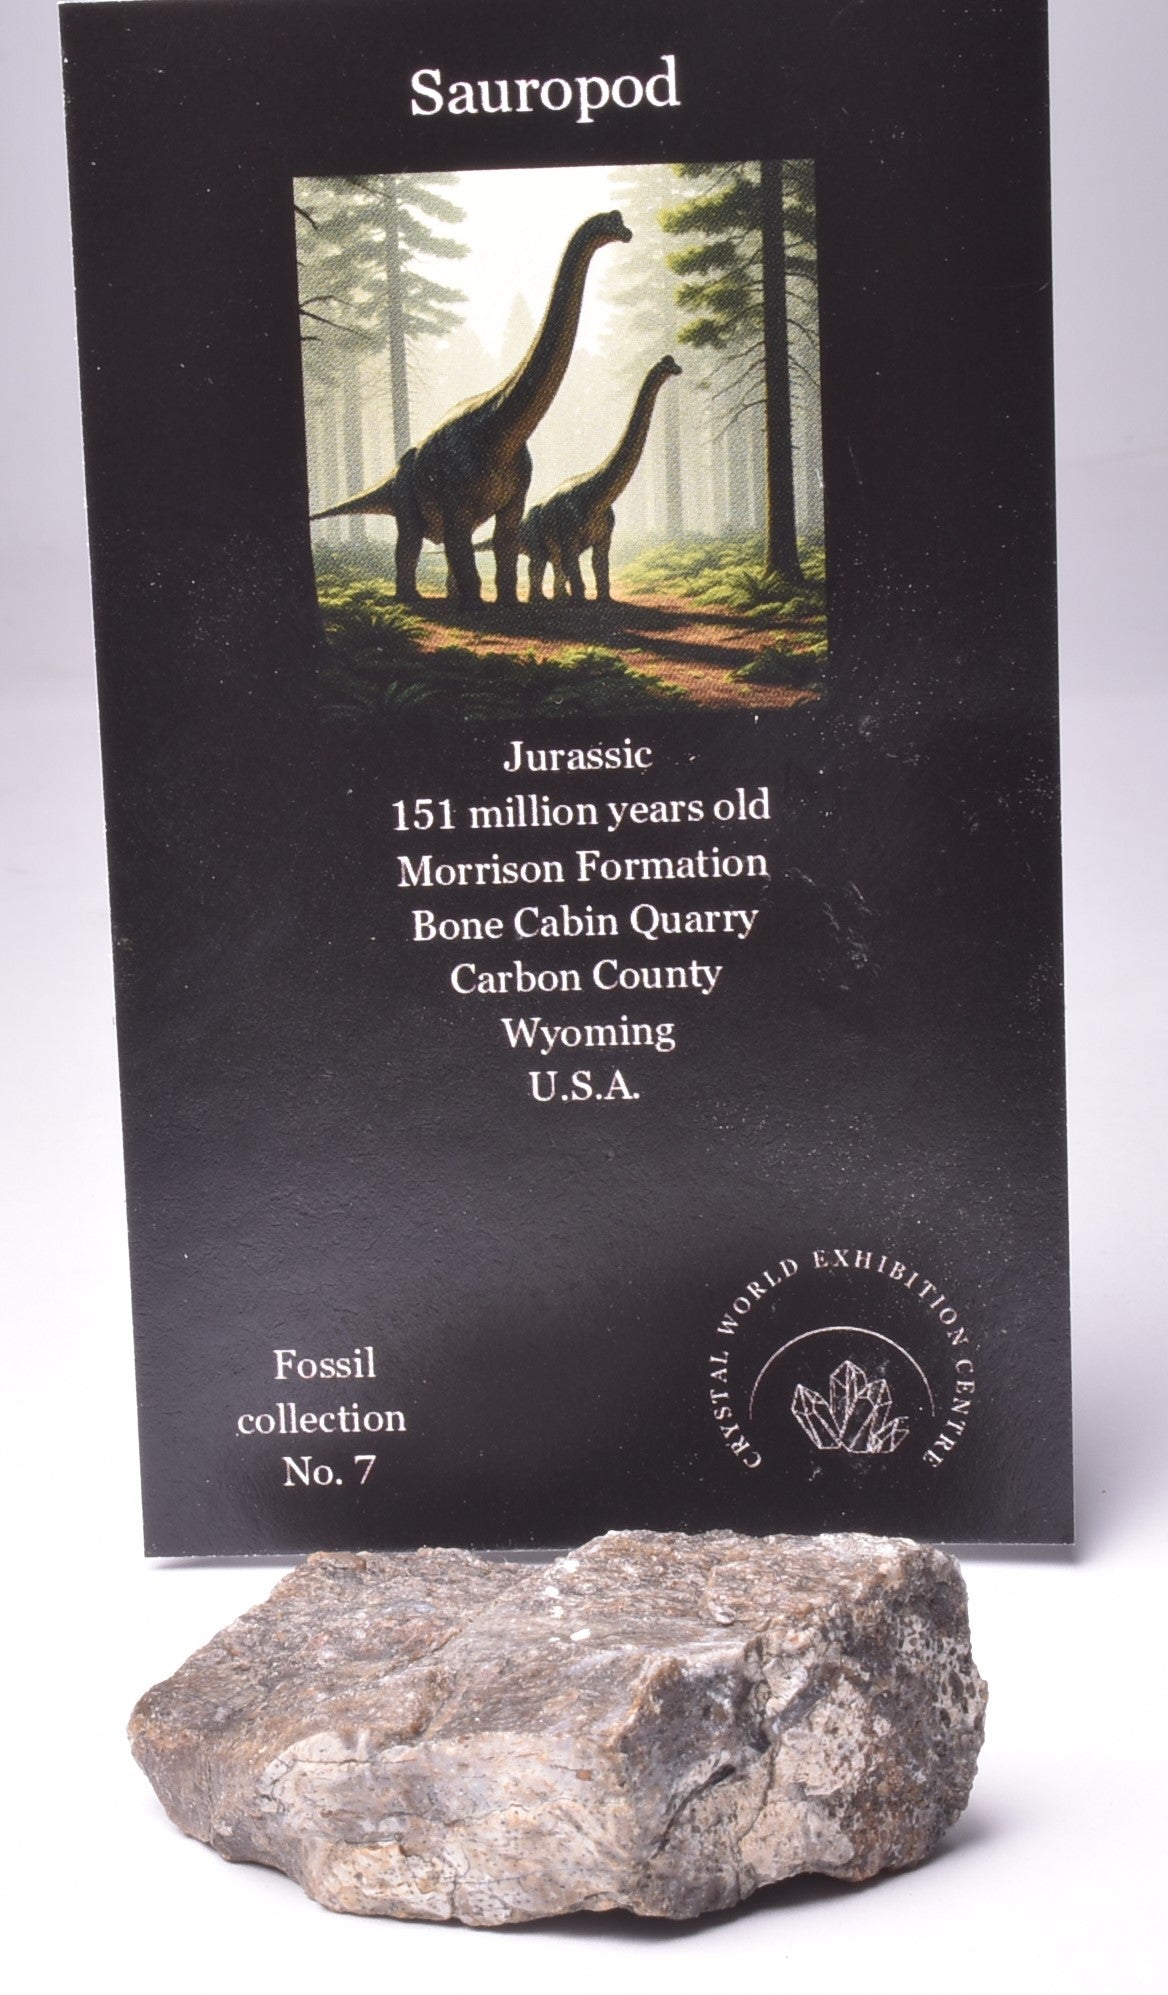 Sauropod
Jurassic
151 million years old
Morrison Formation
Bone Cabin Quarry
Carbon County
Wyoming
U.S.A.
Fossil
collection
No. 7
CRYSTAL WORLD EXHIBITION CENTRE